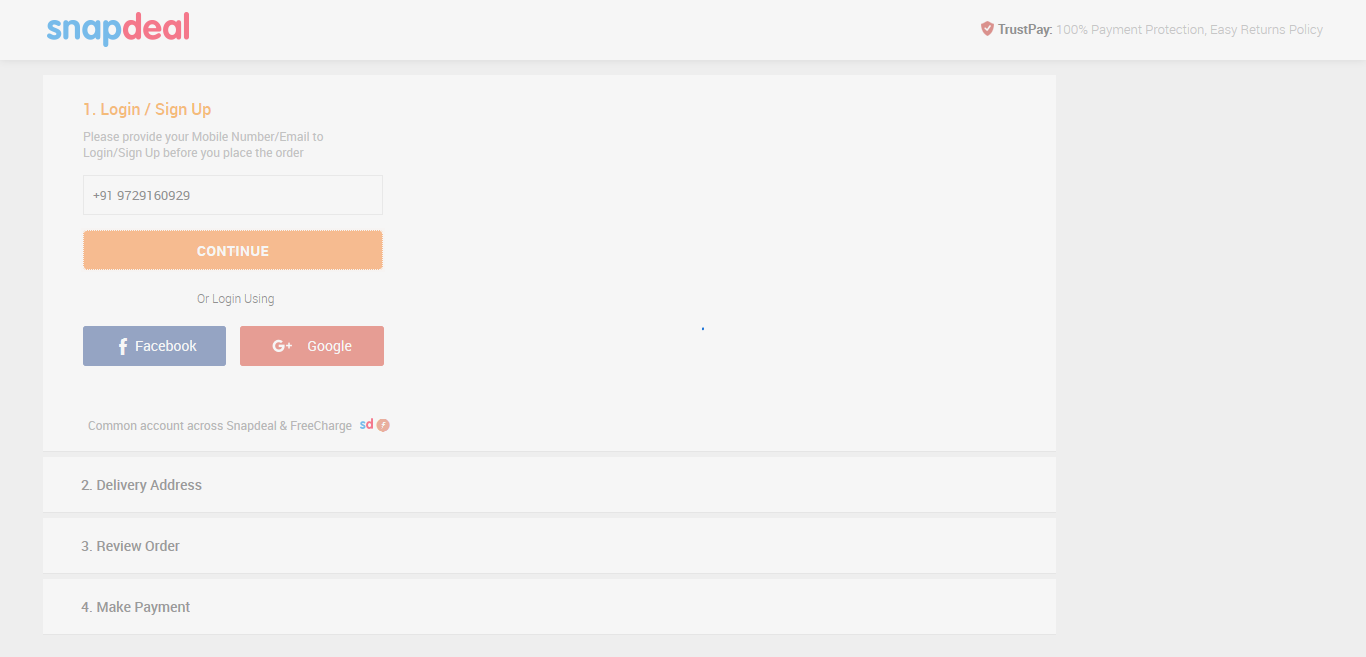 snapdeal
TrustPay: 100% Payment Protection, Easy Returns Policy
1. Login / Sign Up
Please provide your Mobile Number/Email to
Login/Sign Up before you place the order
+91 9729160929
CONTINUE
Or Login Using
f Facebook
G+ Google
Common account across Snapdeal & FreeCharge sd
2. Delivery Address
3. Review Order
4. Make Payment